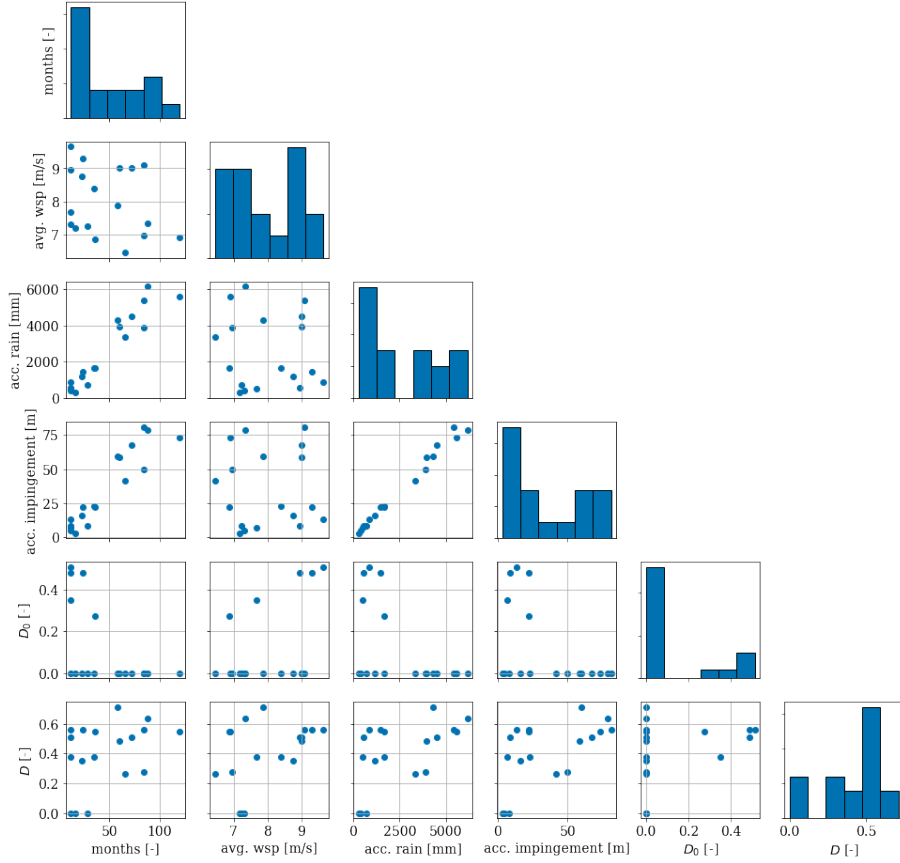 months [-]
avg. wsp [m/s]
9
8
7
acc. rain [mm]
6000
4000
2000
0
acc. impingement [m]
75
50
25
0
D₀ [-]
0.4
0.2
0.0
D [-]
0.6
0.4
0.2
0.0
50 100
7 8 9
0 2500 5000
0 50
0.0 0.2 0.4
0.0 0.5
months [-] avg. wsp [m/s] acc. rain [mm] acc. impingement [m] D₀ [-] D [-]